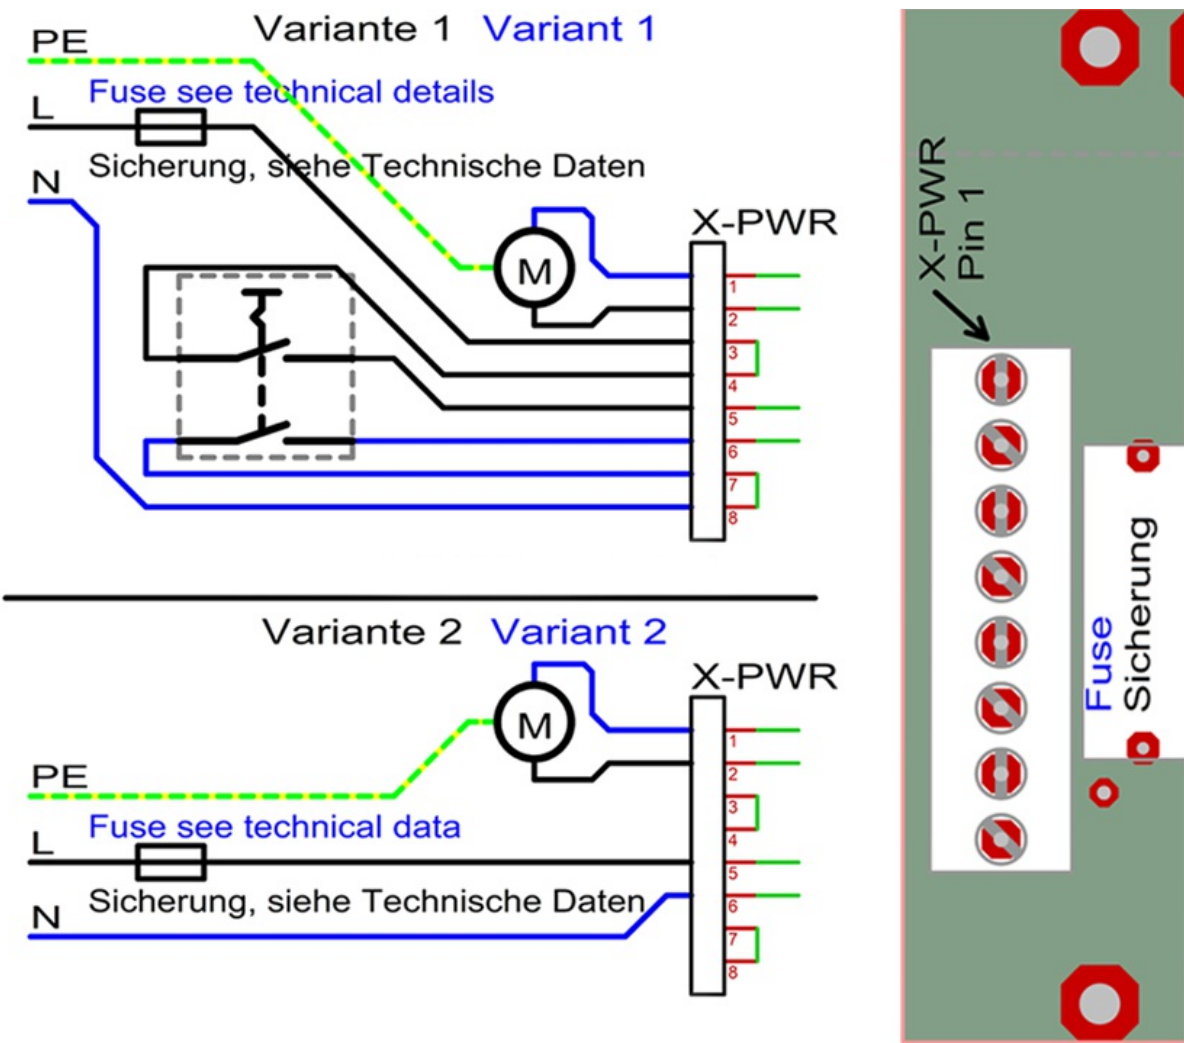 Variante 1 Variant 1
PE
Fuse see technical details
L
Sicherung, siehe Technische Daten
N
X-PWR
M
1
2
3
4
5
6
7
8
Variante 2 Variant 2
X-PWR
M
PE
Fuse see technical data
L
Sicherung, siehe Technische Daten
N
1
2
3
4
5
6
7
8
X-PWR
Pin 1
Fuse
Sicherung